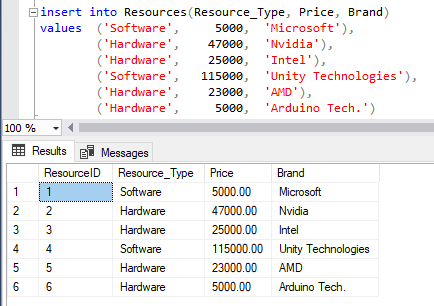 insert into Resources(Resource_Type, Price, Brand)
values ('Software', 5000, 'Microsoft'),
('Hardware', 47000, 'Nvidia'),
('Hardware', 25000, 'Intel'),
('Software', 115000, 'Unity Technologies'),
('Hardware', 23000, 'AMD'),
('Hardware', 5000, 'Arduino Tech.')
100 %
Results Messages
ResourceID Resource_Type Price Brand
1 1 Software 5000.00 Microsoft
2 2 Hardware 47000.00 Nvidia
3 3 Hardware 25000.00 Intel
4 4 Software 115000.00 Unity Technologies
5 5 Hardware 23000.00 AMD
6 6 Hardware 5000.00 Arduino Tech.